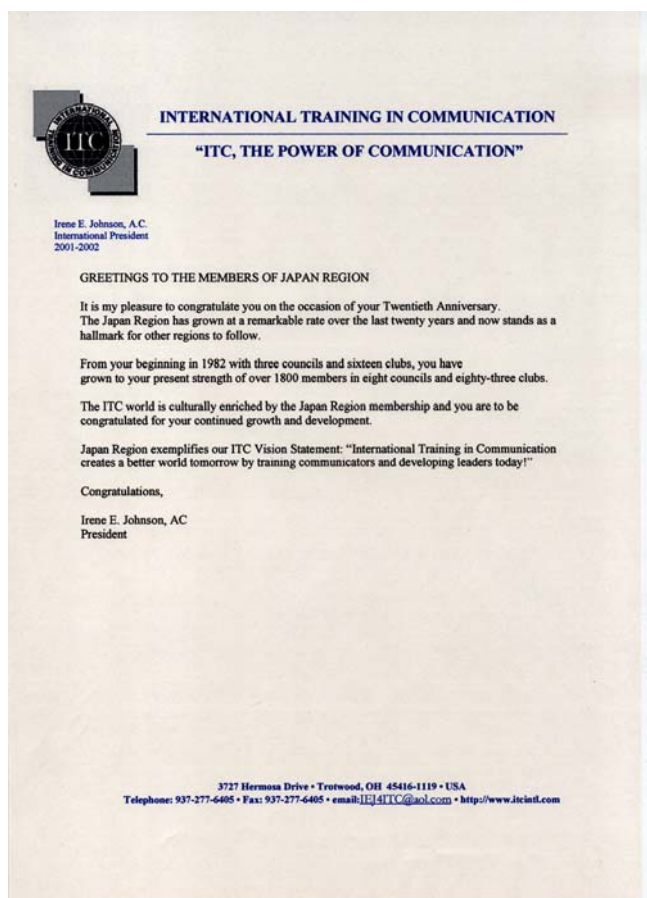 INTERNATIONAL TRAINING IN COMMUNICATION
ITC
INTERNATIONAL TRAINING IN COMMUNICATION
“ITC, THE POWER OF COMMUNICATION”
Irene E. Johnson, A.C.
International President
2001-2002
GREETINGS TO THE MEMBERS OF JAPAN REGION
It is my pleasure to congratulate you on the occasion of your Twentieth Anniversary.
The Japan Region has grown at a remarkable rate over the last twenty years and now stands as a
hallmark for other regions to follow.
From your beginning in 1982 with three councils and sixteen clubs, you have
grown to your present strength of over 1800 members in eight councils and eighty-three clubs.
The ITC world is culturally enriched by the Japan Region membership and you are to be
congratulated for your continued growth and development.
Japan Region exemplifies our ITC Vision Statement: “International Training in Communication
creates a better world tomorrow by training communicators and developing leaders today!”
Congratulations,
Irene E. Johnson, AC
President
3727 Hermosa Drive • Trotwood, OH 45416-1119 • USA
Telephone: 937-277-6405 • Fax: 937-277-6405 • email:IEJ4ITC@aol.com • http://www.itcintl.com